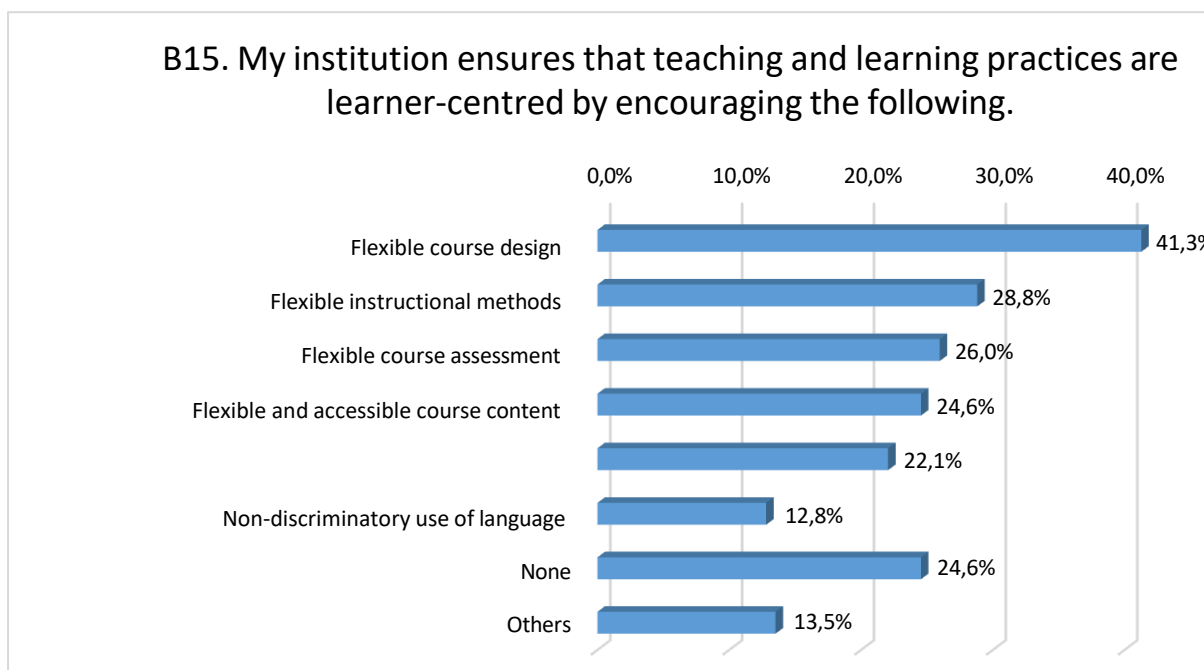 B15. My institution ensures that teaching and learning practices are
learner-centred by encouraging the following.
0,0% 10,0% 20,0% 30,0% 40,0%
Flexible course design 41,3%
Flexible instructional methods 28,8%
Flexible course assessment 26,0%
Flexible and accessible course content 24,6%
22,1%
Non-discriminatory use of language 12,8%
None 24,6%
Others 13,5%